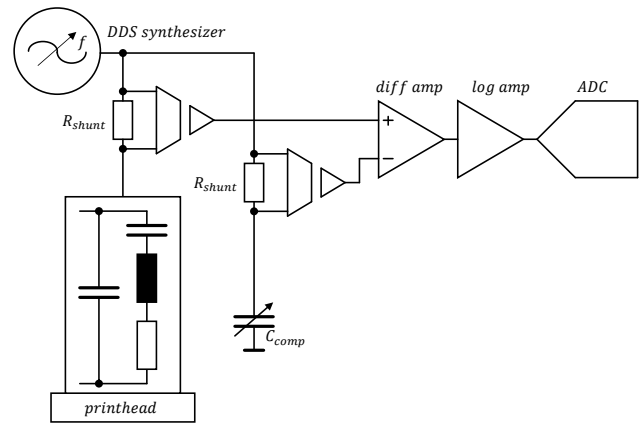 DDS synthesizer
f
diff amp
log amp
ADC
R_shunt
+
−
R_shunt
C_comp
printhead